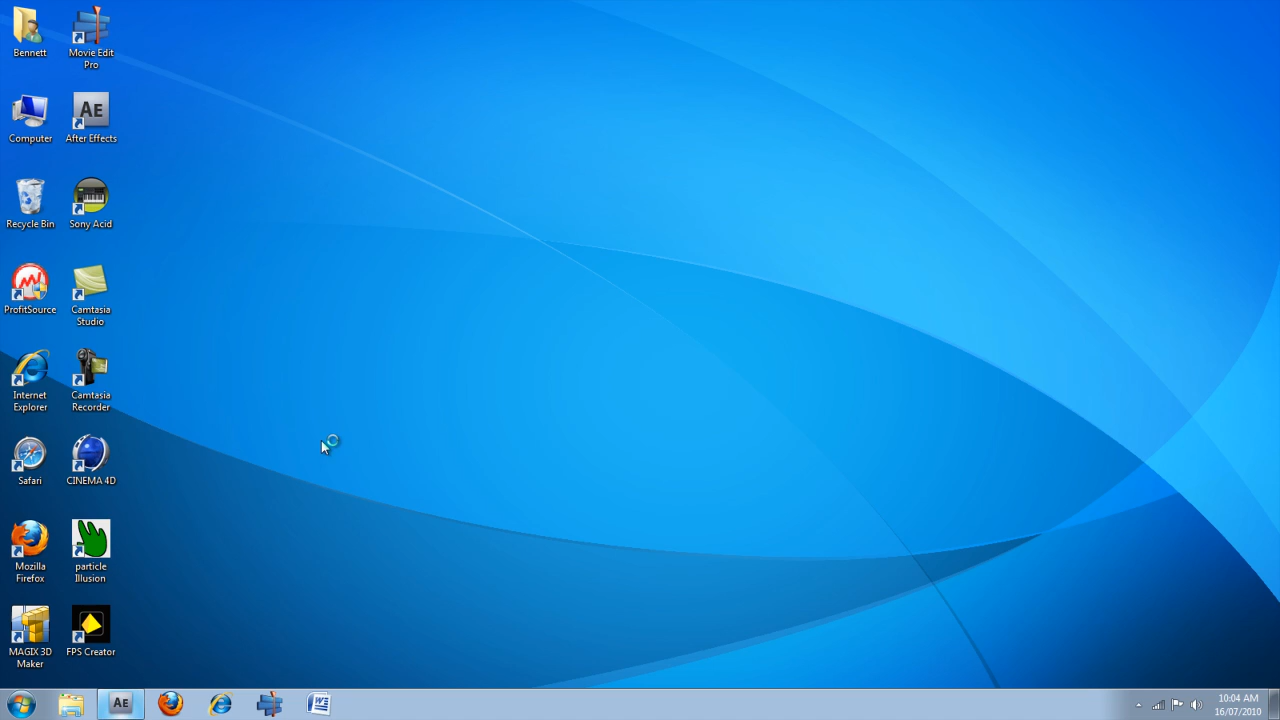 Bennett
Movie Edit
Pro
Computer
AE
After Effects
Recycle Bin
Sony Acid
ProfitSource
Camtasia
Studio
Internet
Explorer
Camtasia
Recorder
Safari
CINEMA 4D
Mozilla
Firefox
particle
Illusion
MAGIX 3D
Maker
FPS Creator
AE
W
10:04 AM
16/07/2010